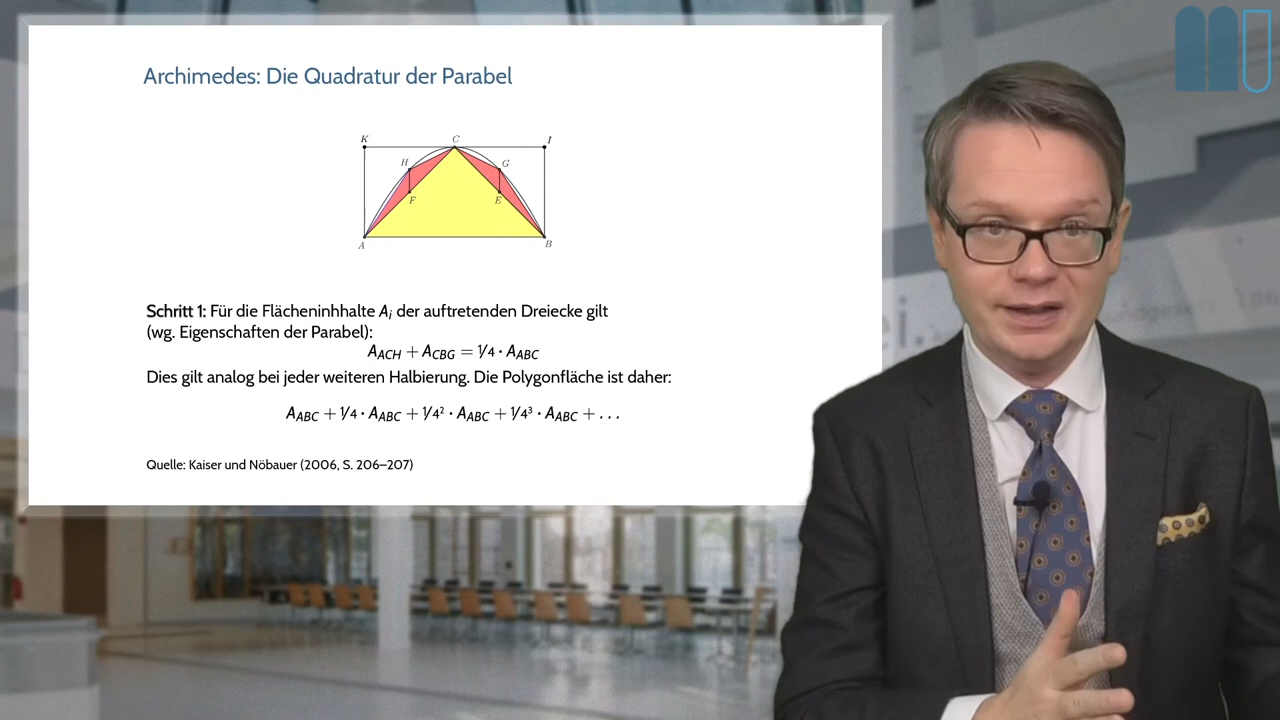 Archimedes: Die Quadratur der Parabel
K C I
H G
F E
A B
Schritt 1: Für die Flächeninhhalte Aᵢ der auftretenden Dreiecke gilt
(wg. Eigenschaften der Parabel):
A_ACH + A_CBG = 1/4 · A_ABC
Dies gilt analog bei jeder weiteren Halbierung. Die Polygonfläche ist daher:
A_ABC + 1/4 · A_ABC + 1/4² · A_ABC + 1/4³ · A_ABC + . . .
Quelle: Kaiser und Nöbauer (2006, S. 206–207)